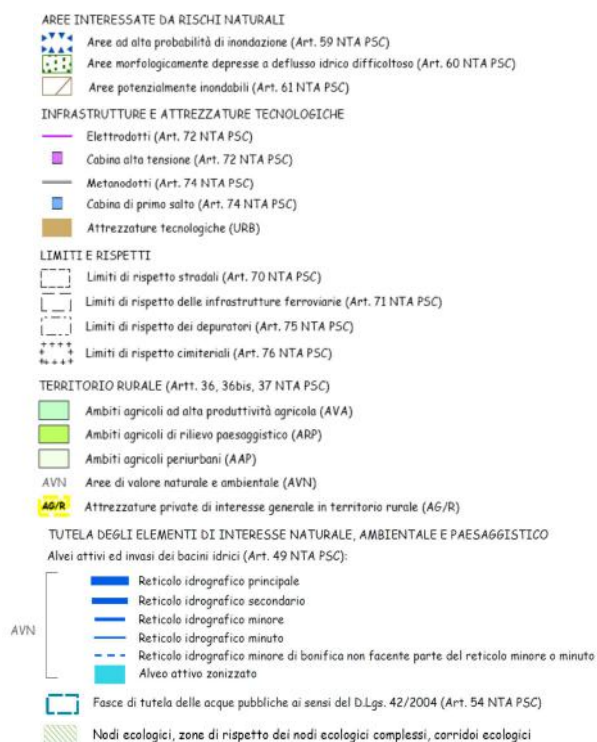 AREE INTERESSATE DA RISCHI NATURALI
Aree ad alta probabilità di inondazione (Art. 59 NTA PSC)
Aree morfologicamente depresse a deflusso idrico difficoltoso (Art. 60 NTA PSC)
Aree potenzialmente inondabili (Art. 61 NTA PSC)
INFRASTRUTTURE E ATTREZZATURE TECNOLOGICHE
Elettrodotti (Art. 72 NTA PSC)
Cabina alta tensione (Art. 72 NTA PSC)
Metanodotti (Art. 74 NTA PSC)
Cabina di primo salto (Art. 74 NTA PSC)
Attrezzature tecnologiche (URB)
LIMITI E RISPETTI
Limiti di rispetto stradali (Art. 70 NTA PSC)
Limiti di rispetto delle infrastrutture ferroviarie (Art. 71 NTA PSC)
Limiti di rispetto dei depuratori (Art. 75 NTA PSC)
Limiti di rispetto cimiteriali (Art. 76 NTA PSC)
TERRITORIO RURALE (Artt. 36, 36bis, 37 NTA PSC)
Ambiti agricoli ad alta produttività agricola (AVA)
Ambiti agricoli di rilievo paesaggistico (ARP)
Ambiti agricoli periurbani (AAP)
AVN Aree di valore naturale e ambientale (AVN)
AG/R Attrezzature private di interesse generale in territorio rurale (AG/R)
TUTELA DEGLI ELEMENTI DI INTERESSE NATURALE, AMBIENTALE E PAESAGGISTICO
Alvei attivi ed invasi dei bacini idrici (Art. 49 NTA PSC):
Reticolo idrografico principale
Reticolo idrografico secondario
Reticolo idrografico minore
AVN
Reticolo idrografico minuto
Reticolo idrografico minore di bonifica non facente parte del reticolo minore o minuto
Alveo attivo zonizzato
Fasce di tutela delle acque pubbliche ai sensi del D.Lgs. 42/2004 (Art. 54 NTA PSC)
Nodi ecologici, zone di rispetto dei nodi ecologici complessi, corridoi ecologici